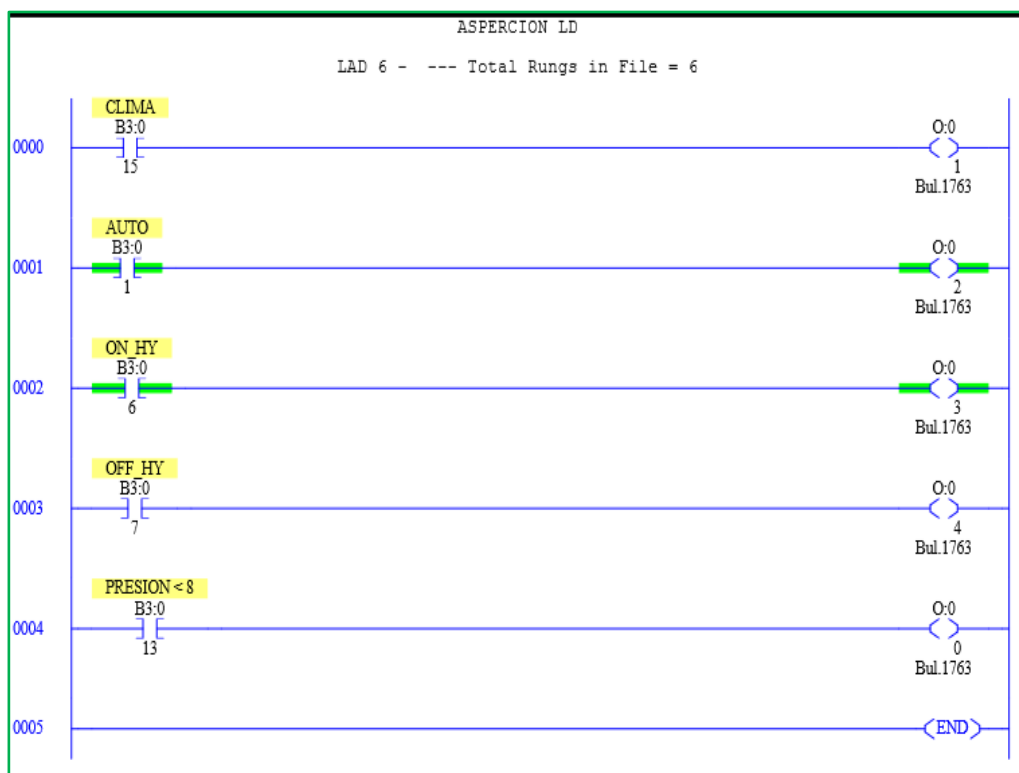 ASPERCION LD
LAD 6 -  --- Total Rungs in File = 6
CLIMA
B3:0 O:0
0000
15 1
Bul.1763
AUTO
B3:0 O:0
0001
1 2
Bul.1763
ON_HY
B3:0 O:0
0002
6 3
Bul.1763
OFF_HY
B3:0 O:0
0003
7 4
Bul.1763
PRESION < 8
B3:0 O:0
0004
13 0
Bul.1763
0005 END